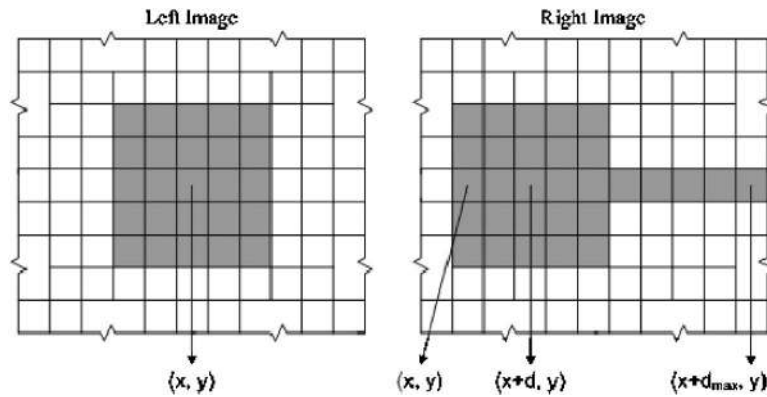 Left Image
Right Image
(x, y)
(x, y)
(x+d, y)
(x+dmax, y)